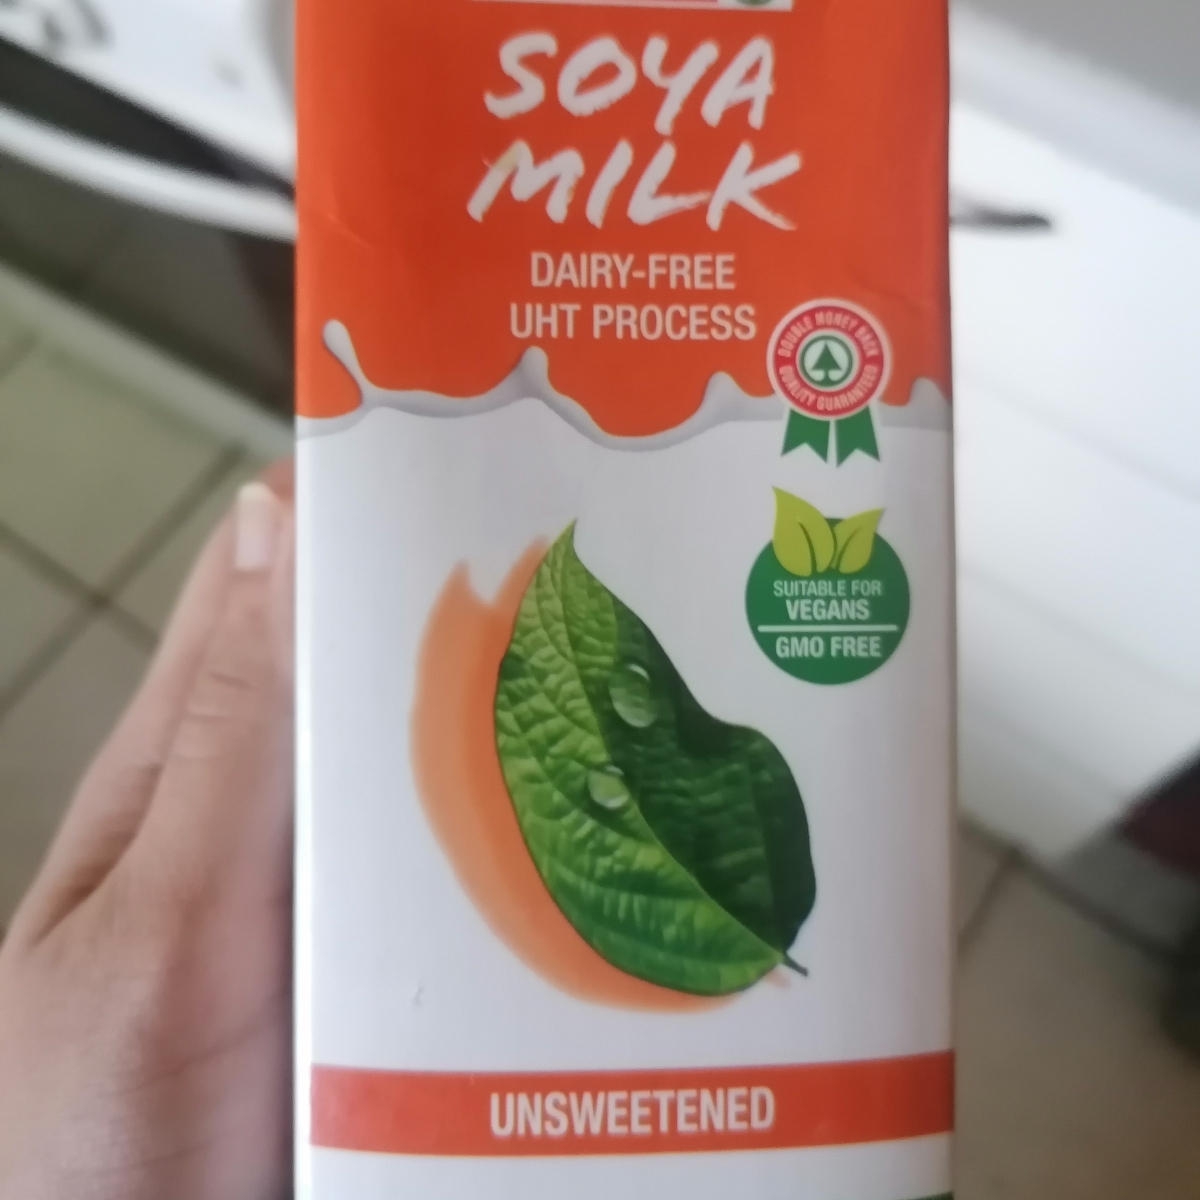 SOYA
MILK
DAIRY-FREE
UHT PROCESS
DOUBLE MONEY BACK
QUALITY GUARANTEED
SUITABLE FOR
VEGANS
GMO FREE
UNSWEETENED